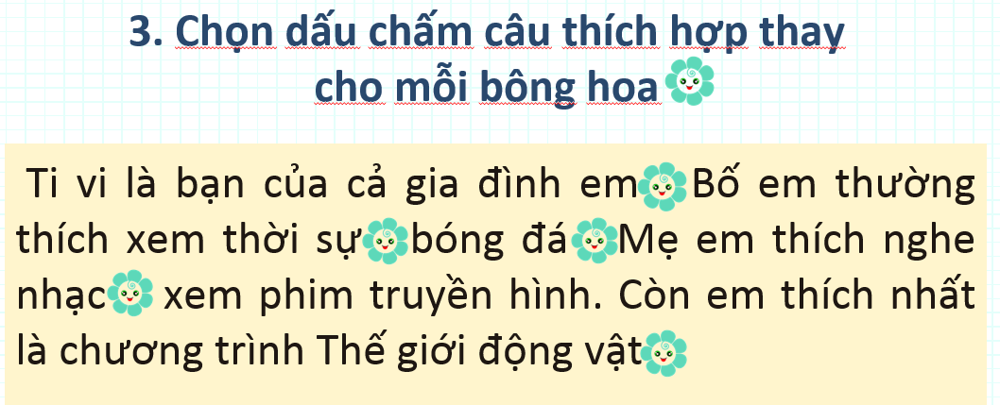 3. Chọn dấu chấm câu thích hợp thay
cho mỗi bông hoa
Ti vi là bạn của cả gia đình em Bố em thường
thích xem thời sự bóng đá Mẹ em thích nghe
nhạc xem phim truyền hình. Còn em thích nhất
là chương trình Thế giới động vật